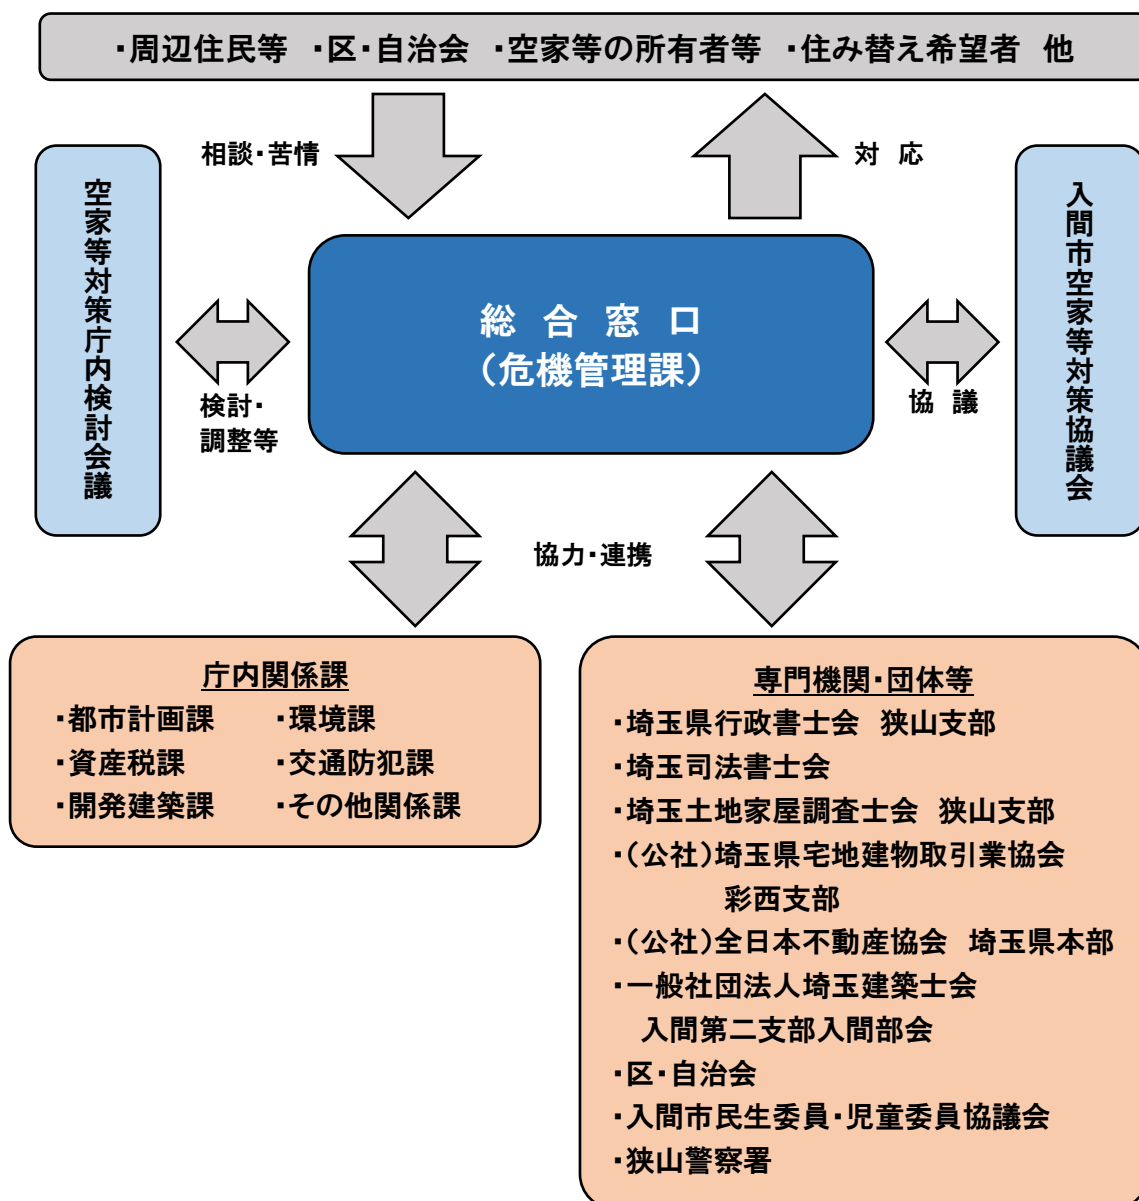 ・周辺住民等　・区・自治会　・空家等の所有者等　・住み替え希望者　他
相談・苦情
対　応
空家等対策庁内検討会議
総　合　窓　口
（危機管理課）
入間市空家等対策協議会
検討・
調整等
協　議
協力・連携
庁内関係課
・都市計画課　・環境課
・資産税課　・交通防犯課
・開発建築課　・その他関係課
専門機関・団体等
・埼玉県行政書士会　狭山支部
・埼玉司法書士会
・埼玉土地家屋調査士会　狭山支部
・（公社）埼玉県宅地建物取引業協会
彩西支部
・（公社）全日本不動産協会　埼玉県本部
・一般社団法人埼玉建築士会
入間第二支部入間部会
・区・自治会
・入間市民生委員・児童委員協議会
・狭山警察署